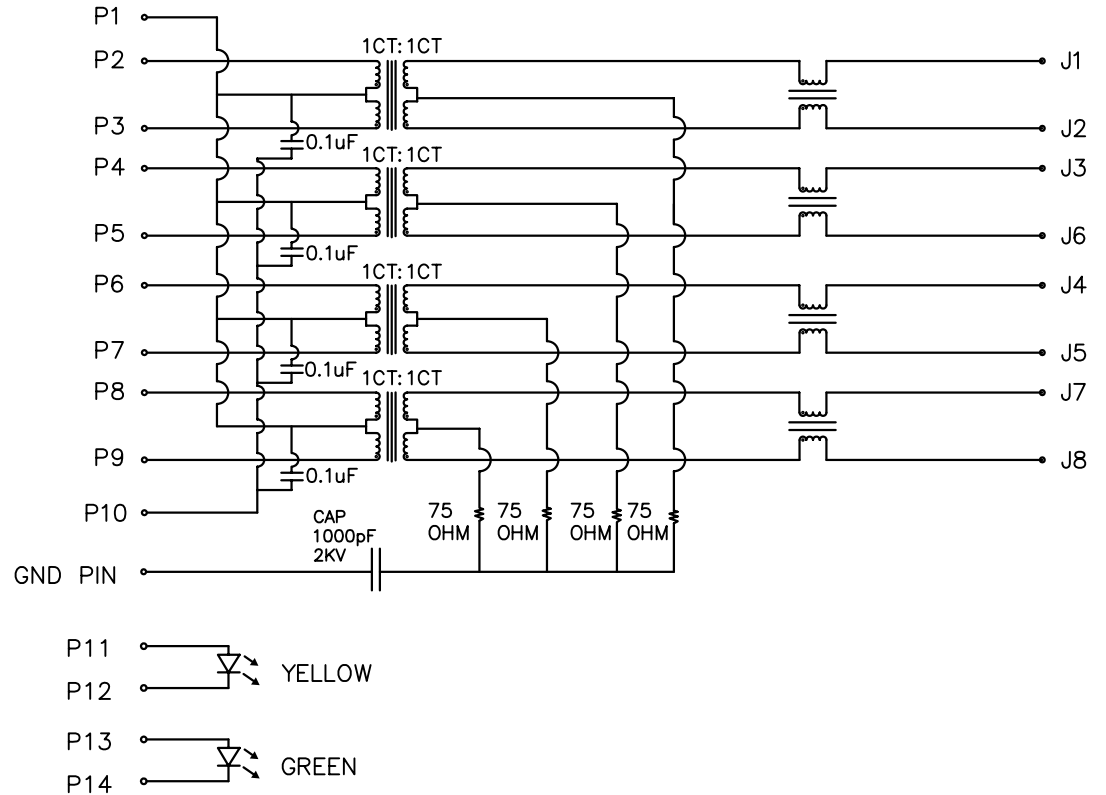 P1
1CT:1CT
P2
J1
P3
J2
0.1uF
1CT:1CT
P4
J3
P5
J6
0.1uF
1CT:1CT
P6
J4
P7
J5
0.1uF
1CT:1CT
P8
J7
P9
J8
0.1uF
P10
CAP
1000pF
2KV
75
OHM
75
OHM
75
OHM
75
OHM
GND PIN
P11
YELLOW
P12
P13
GREEN
P14